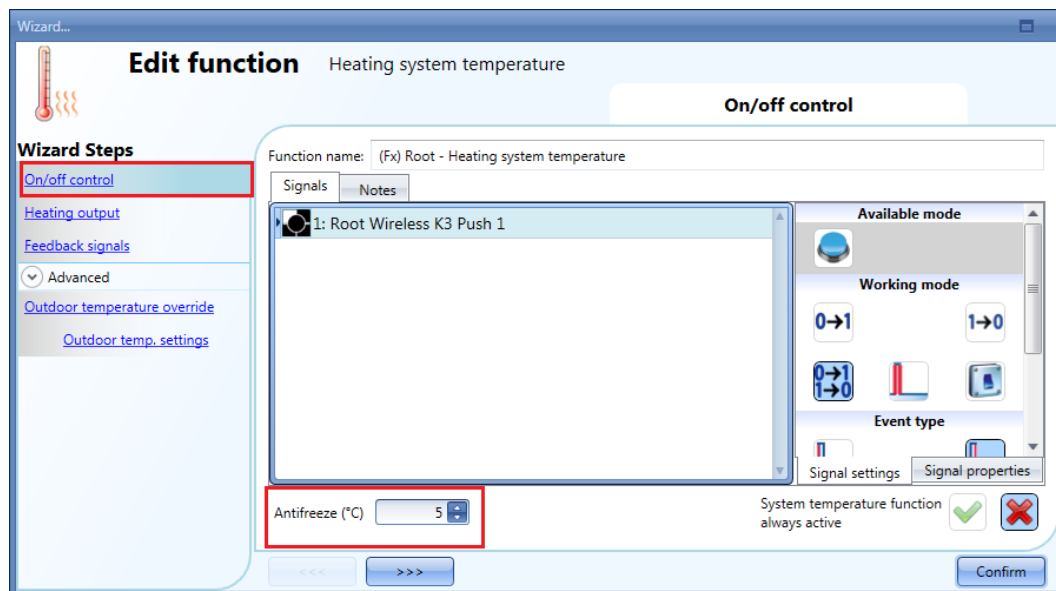 Wizard...
Edit function Heating system temperature
On/off control
Wizard Steps
On/off control
Heating output
Feedback signals
Advanced
Outdoor temperature override
Outdoor temp. settings
Function name: (Fx) Root - Heating system temperature
Signals Notes
1: Root Wireless K3 Push 1
Available mode
Working mode
0→1 1→0
0→1
1→0
Event type
Signal settings Signal properties
Antifreeze (°C) 5
System temperature function
always active
<<< >>> Confirm